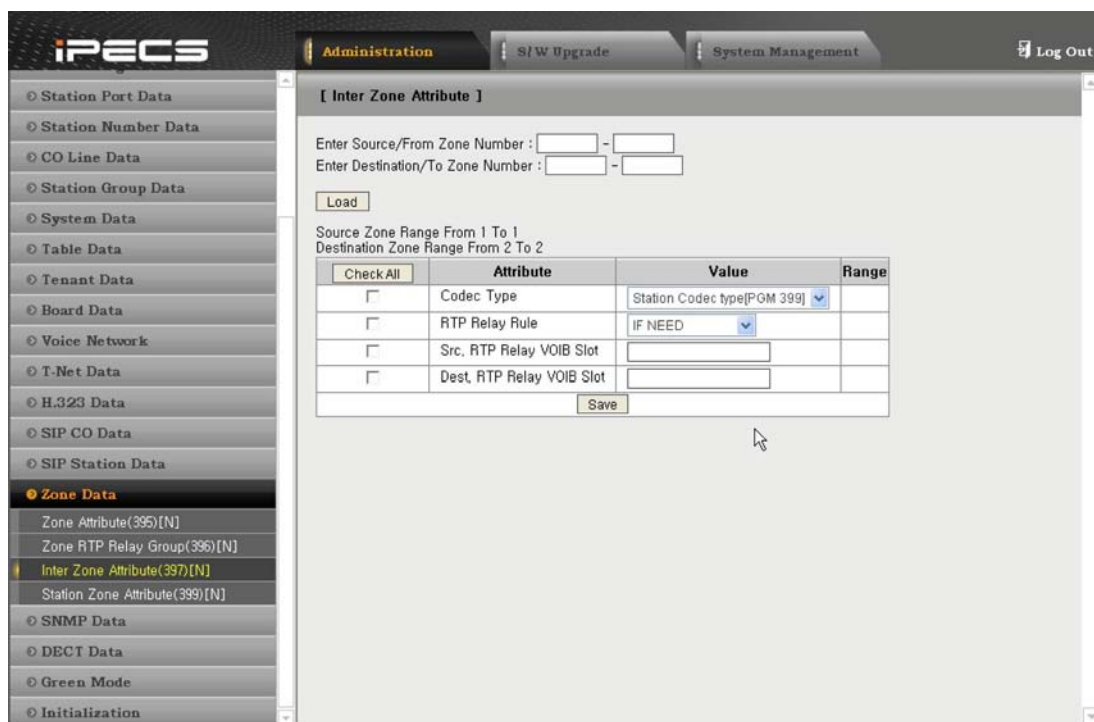 iPECS
Administration
S/W Upgrade
System Management
Log Out
Station Port Data
Station Number Data
CO Line Data
Station Group Data
System Data
Table Data
Tenant Data
Board Data
Voice Network
T-Net Data
H.323 Data
SIP CO Data
SIP Station Data
Zone Data
Zone Attribute(395)[N]
Zone RTP Relay Group(396)[N]
Inter Zone Attribute(397)[N]
Station Zone Attribute(399)[N]
SNMP Data
DECT Data
Green Mode
Initialization
[ Inter Zone Attribute ]
Enter Source/From Zone Number : -
Enter Destination/To Zone Number : -
Load
Source Zone Range From 1 To 1
Destination Zone Range From 2 To 2
Check All Attribute Value Range
Codec Type Station Codec type[PGM 399]
RTP Relay Rule IF NEED
Src, RTP Relay VOIB Slot
Dest, RTP Relay VOIB Slot
Save